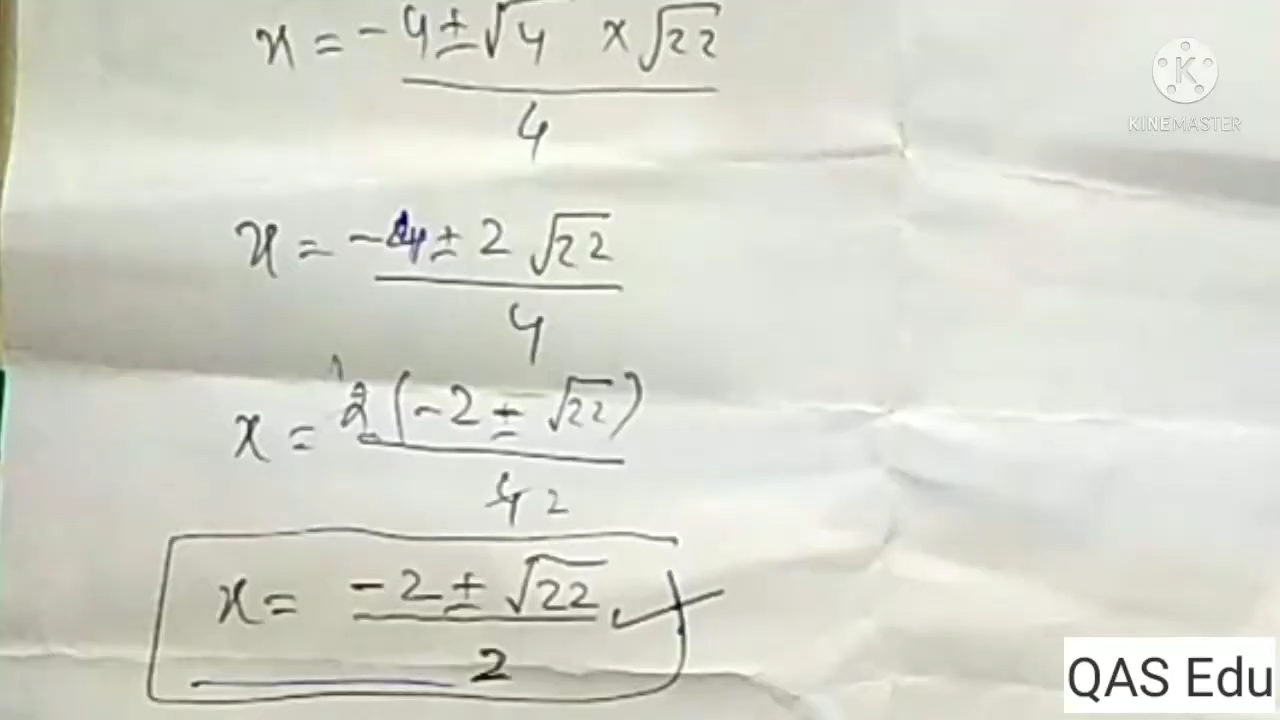 x = -4 ± √4 × √22
4
KINEMASTER
x = -4 ± 2 √22
4
x = 2 (-2 ± √22)
4 2
x = -2 ± √22
2
QAS Edu